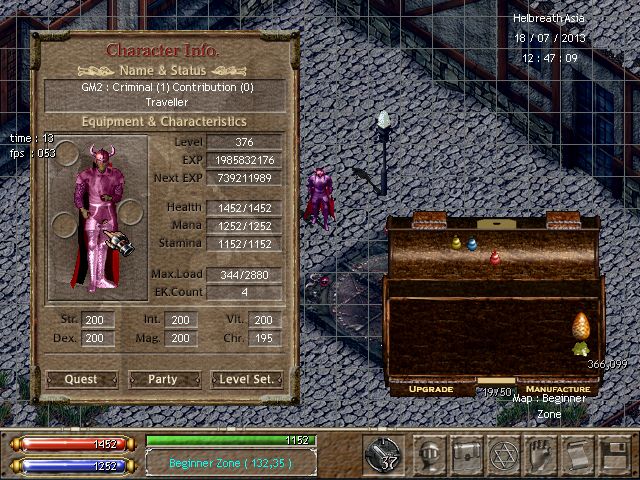 Helbreath Asia
18 / 07 / 2013
12 : 47 : 09
time : 13
fps : 053
Character Info.
Name & Status
GM2 : Criminal (1) Contribution (0)
Traveller
Equipment & Characteristics
Level 376
EXP 1985832176
Next EXP 739211989
Health 1452/1452
Mana 1252/1252
Stamina 1152/1152
Max.Load 344/2880
EK.Count 4
Str. 200 Int. 200 Vit. 200
Dex. 200 Mag. 200 Chr. 195
Quest Party Level Set.
366,099
UPGRADE 19/50 MANUFACTURE
Map : Beginner
Zone
1452 1152
1252 Beginner Zone ( 132,35 )
37